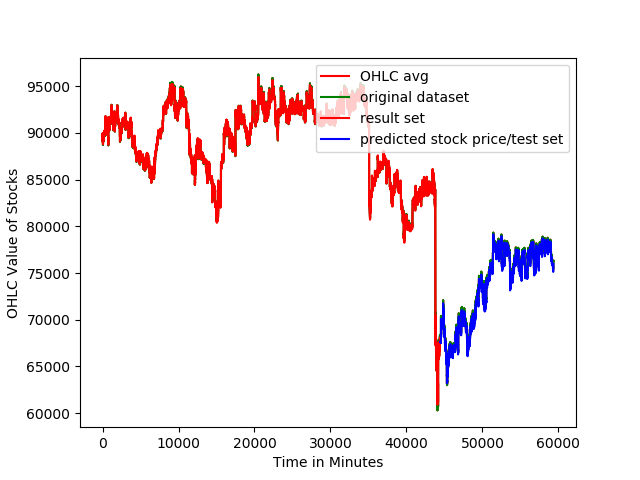 95000
90000
85000
80000
75000
70000
65000
60000
OHLC Value of Stocks
OHLC avg
original dataset
result set
predicted stock price/test set
0 10000 20000 30000 40000 50000 60000
Time in Minutes